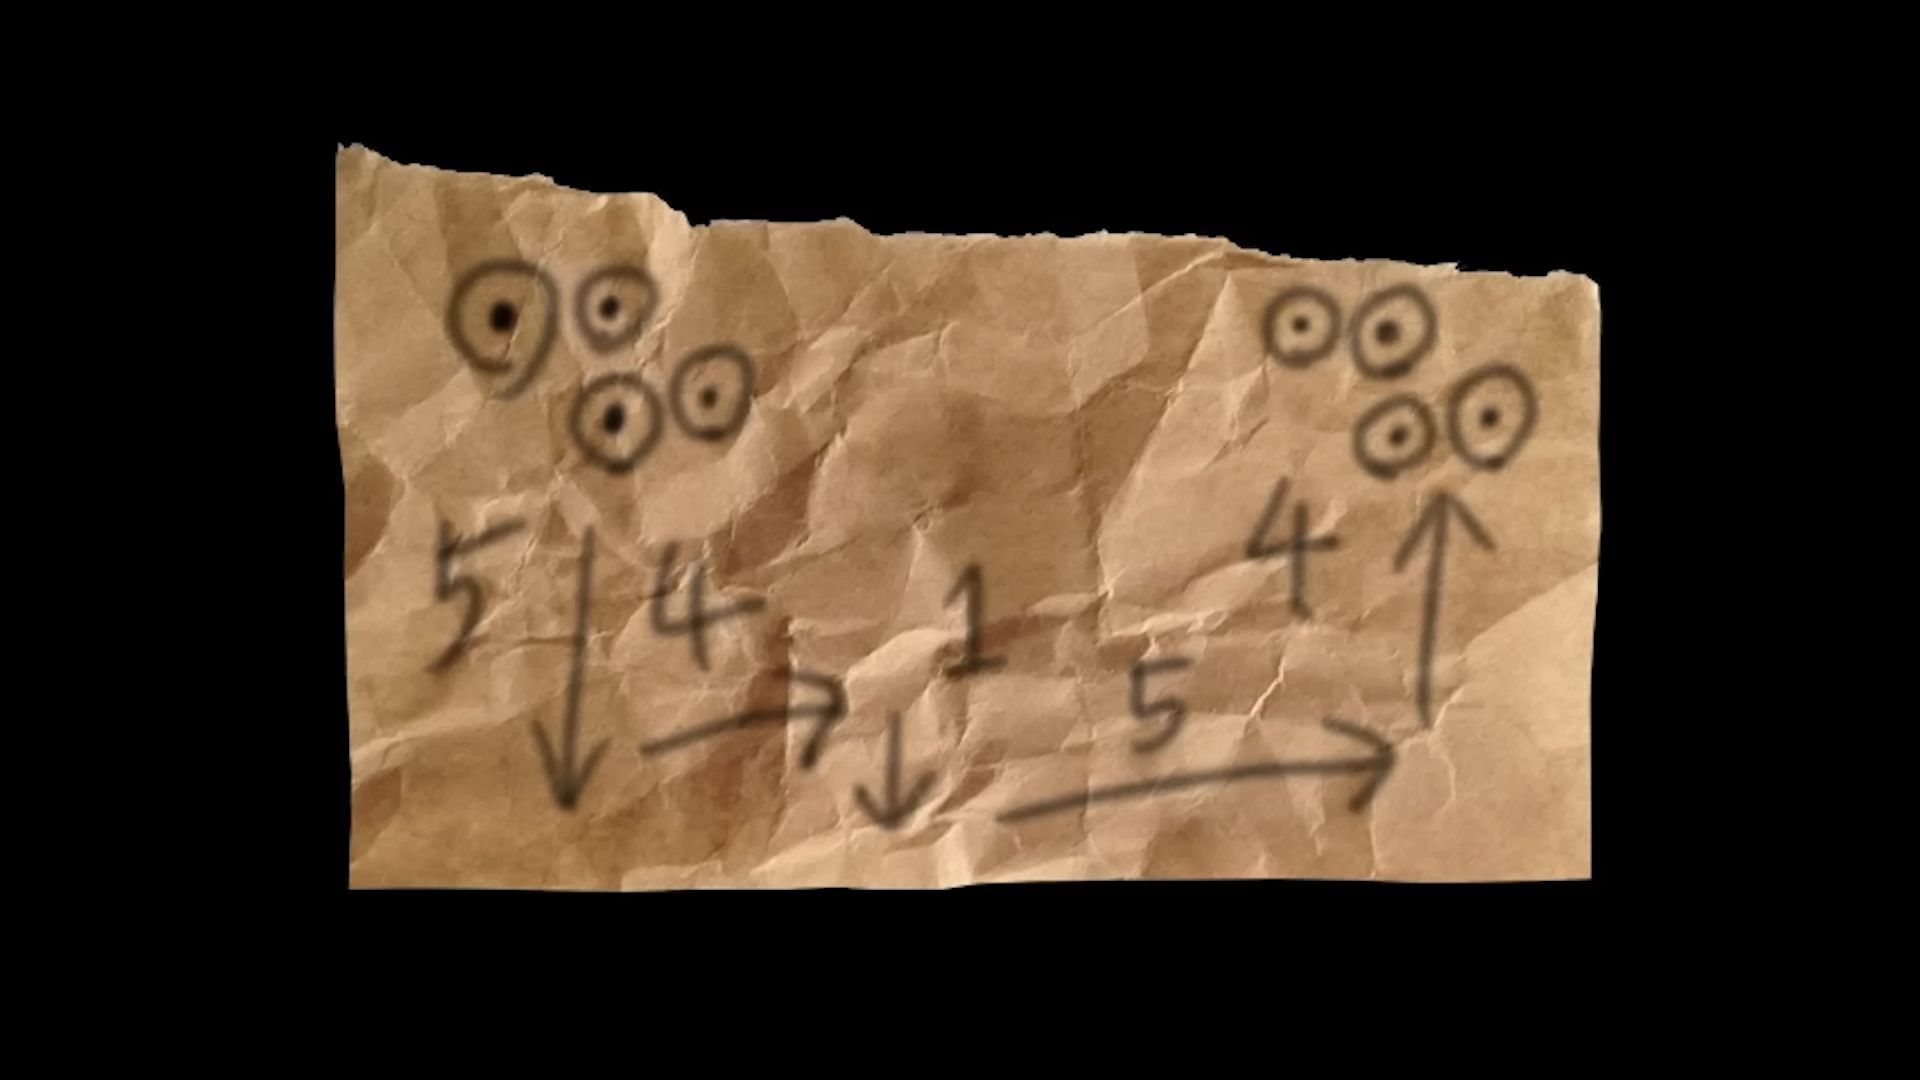 5 ↓ 4 → 1 ↓ 5 → 4 ↑